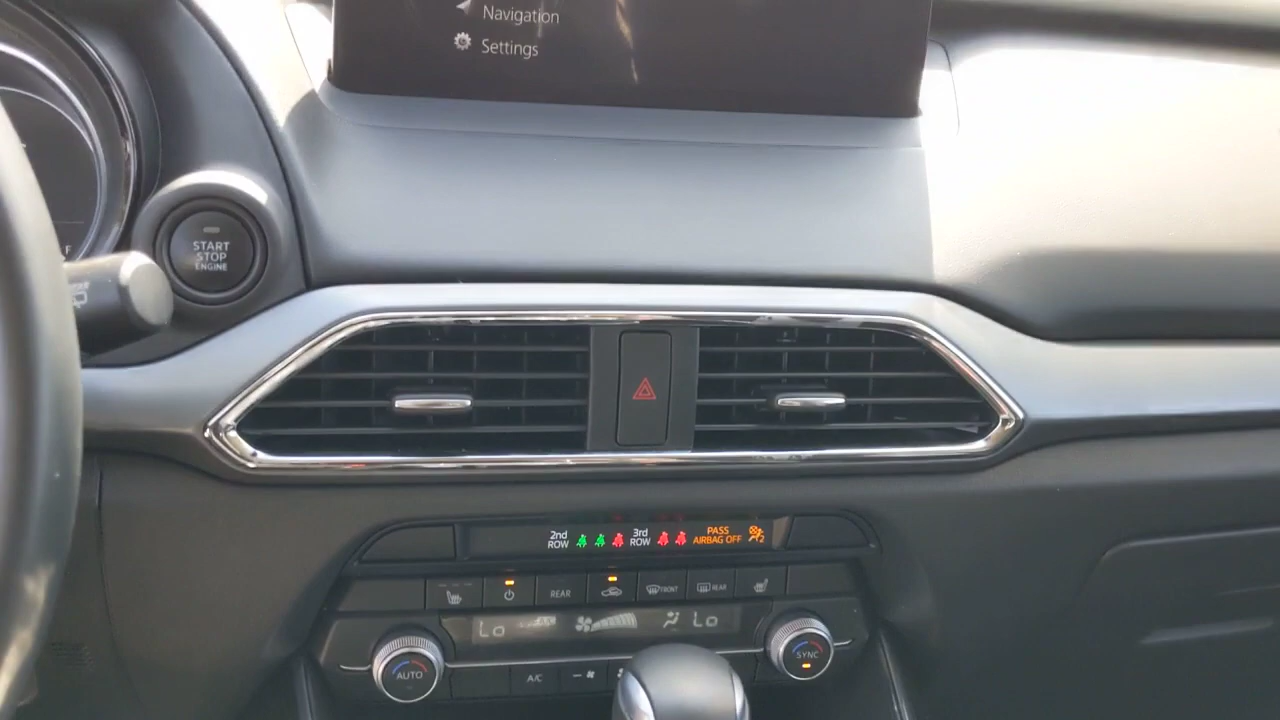 Navigation
Settings
F
START
STOP
ENGINE
2nd
ROW
3rd
ROW
PASS
AIRBAG OFF
2
REAR
FRONT
REAR
Lo
Lo
AUTO
SYNC
A/C